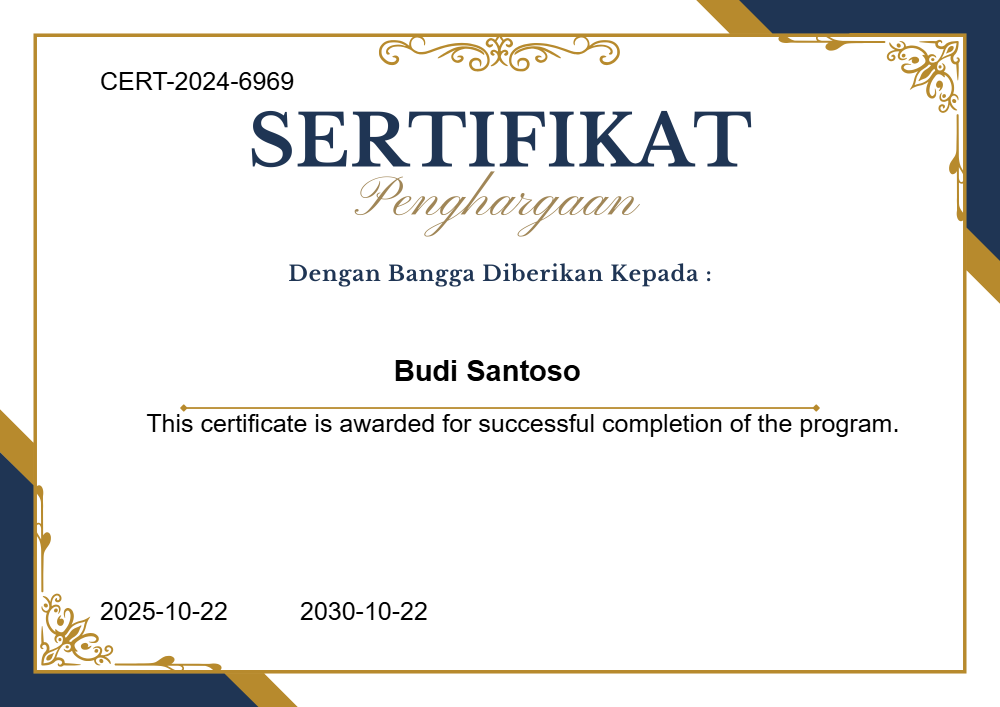 CERT-2024-6969
SERTIFIKAT
Penghargaan
Dengan Bangga Diberikan Kepada :
Budi Santoso
This certificate is awarded for successful completion of the program.
2025-10-22 2030-10-22